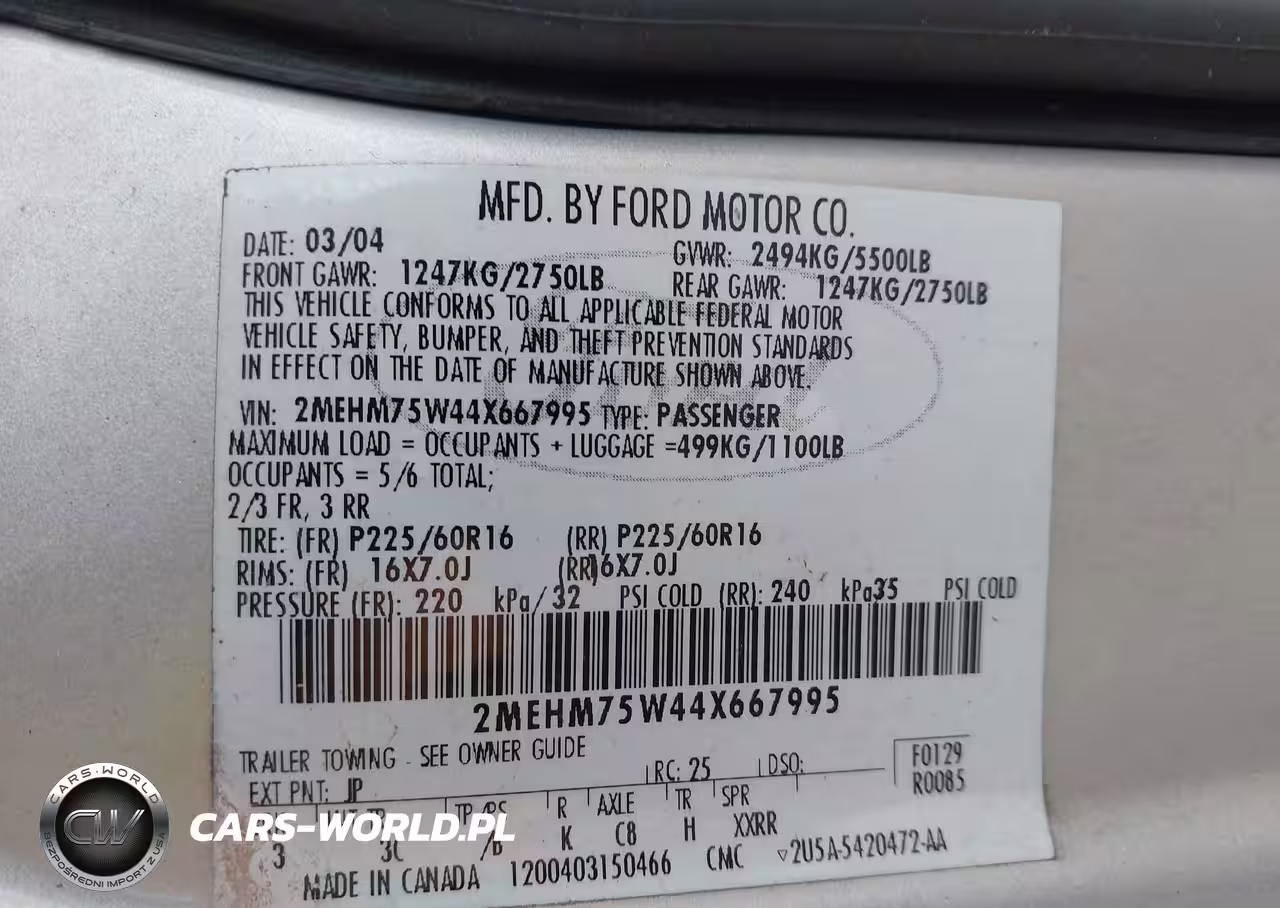 MFD. BY FORD MOTOR CO.
DATE: 03/04 GVWR: 2494KG/5500LB
FRONT GAWR: 1247KG/2750LB REAR GAWR: 1247KG/2750LB
THIS VEHICLE CONFORMS TO ALL APPLICABLE FEDERAL MOTOR
VEHICLE SAFETY, BUMPER, AND THEFT PREVENTION STANDARDS
IN EFFECT ON THE DATE OF MANUFACTURE SHOWN ABOVE.
VIN: 2MEHM75W44X667995 TYPE: PASSENGER
MAXIMUM LOAD = OCCUPANTS + LUGGAGE =499KG/1100LB
OCCUPANTS = 5/6 TOTAL;
2/3 FR, 3 RR
TIRE: (FR) P225/60R16 (RR) P225/60R16
RIMS: (FR) 16X7.0J (RR)16X7.0J
PRESSURE (FR): 220 kPa/ 32 PSI COLD (RR): 240 kPa35 PSI COLD
2MEHM75W44X667995
TRAILER TOWING - SEE OWNER GUIDE
F0129
EXT PNT: JP RC: 25 DSO:
R0085
R AXLE TR SPR
3 3C /B K C8 H XXRR
MADE IN CANADA 1200403150466 CMC ▽2U5A-5420472-AA
CARS-WORLD
CW
BEZPOŚREDNI IMPORT Z USA
CARS-WORLD.PL